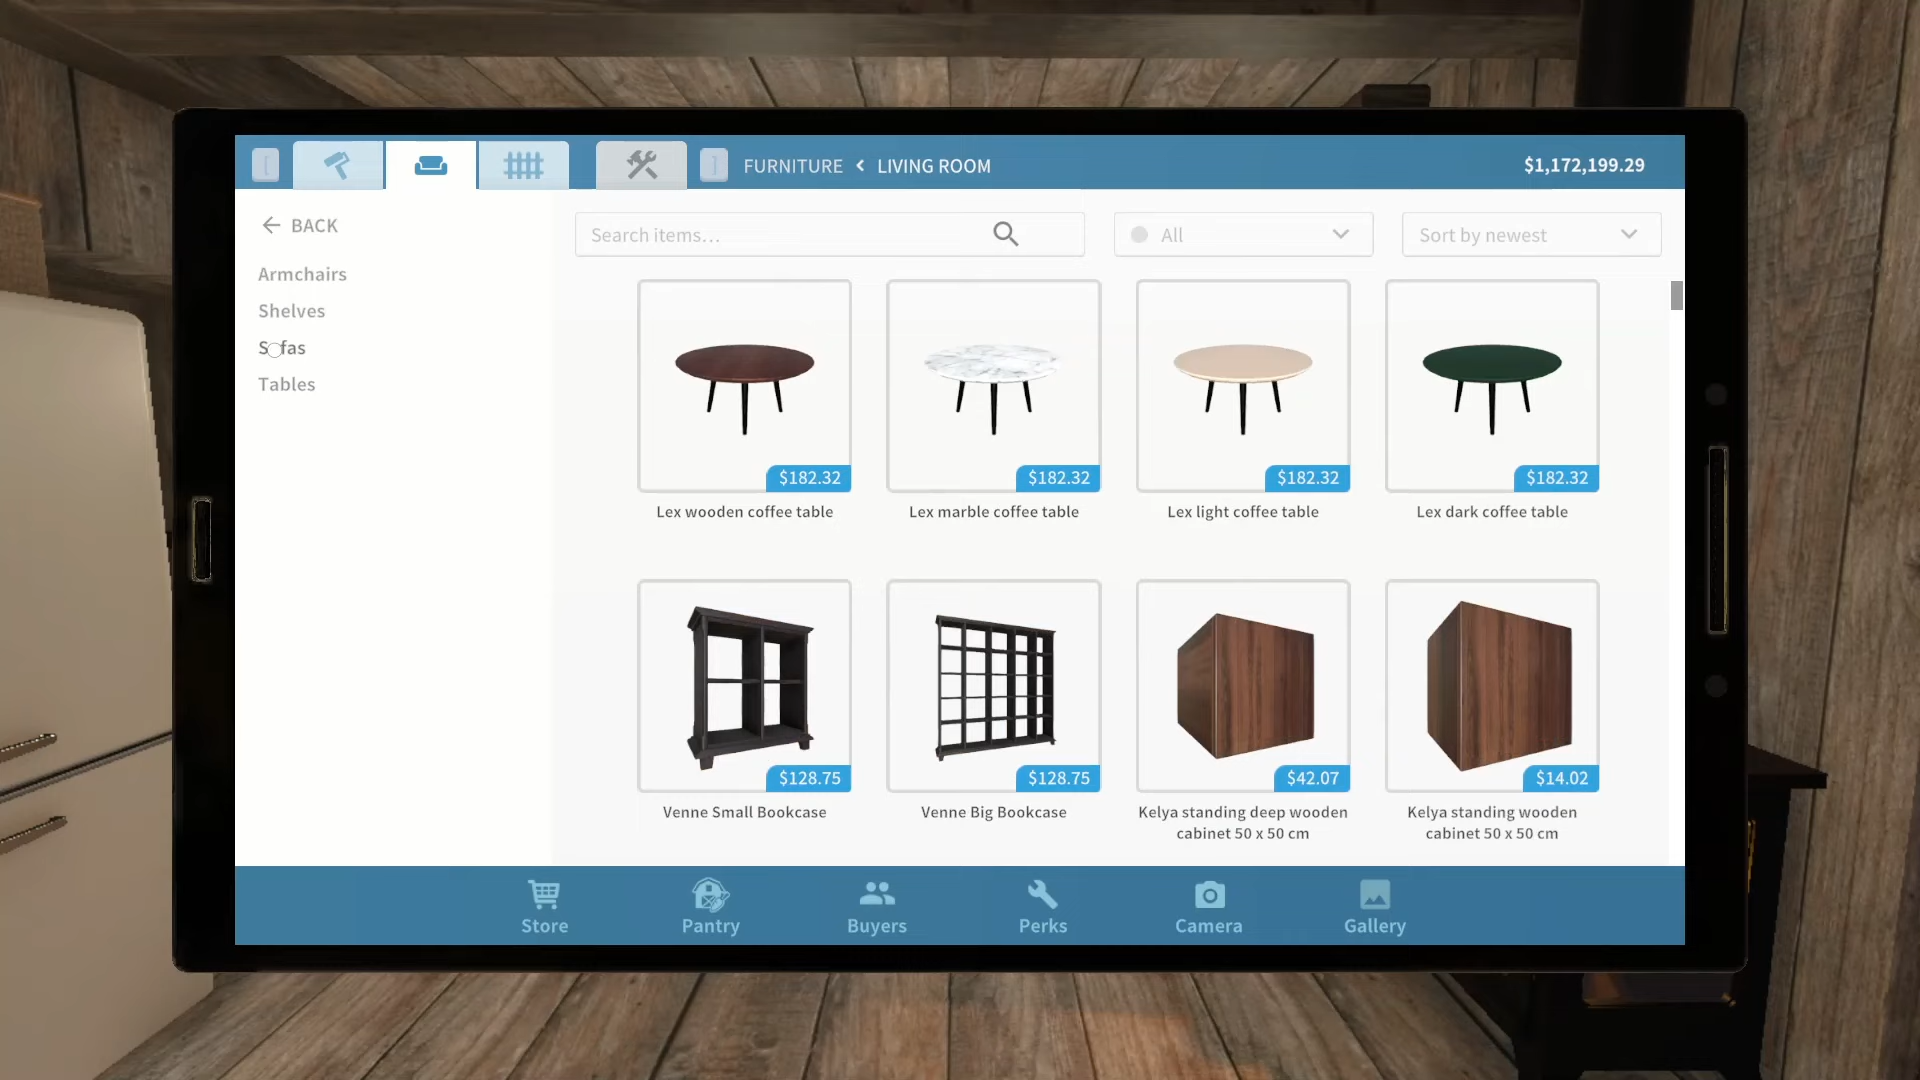 [
]
FURNITURE < LIVING ROOM
$1,172,199.29
BACK
Armchairs
Shelves
Sofas
Tables
Search items...
All
Sort by newest
$182.32
$182.32
$182.32
$182.32
Lex wooden coffee table
Lex marble coffee table
Lex light coffee table
Lex dark coffee table
$128.75
$128.75
$42.07
$14.02
Venne Small Bookcase
Venne Big Bookcase
Kelya standing deep wooden
cabinet 50 x 50 cm
Kelya standing wooden
cabinet 50 x 50 cm
Store
Pantry
Buyers
Perks
Camera
Gallery